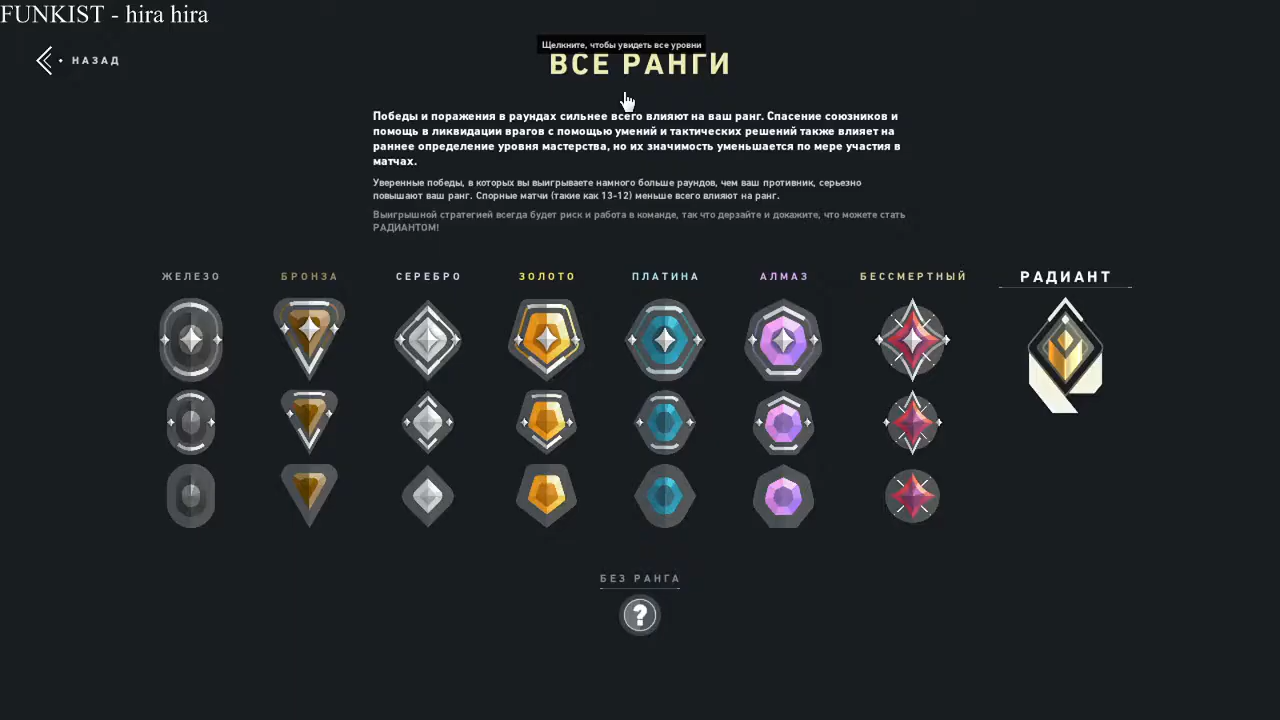 FUNKIST - hira hira
Щелкните, чтобы увидеть все уровни
НАЗАД
ВСЕ РАНГИ
Победы и поражения в раундах сильнее всего влияют на ваш ранг. Спасение союзников и
помощь в ликвидации врагов с помощью умений и тактических решений также влияет на
раннее определение уровня мастерства, но их значимость уменьшается по мере участия в
матчах.
Уверенные победы, в которых вы выигрываете намного больше раундов, чем ваш противник, серьезно
повышают ваш ранг. Спорные матчи (такие как 13-12) меньше всего влияют на ранг.
Выигрышной стратегией всегда будет риск и работа в команде, так что дерзайте и докажите, что можете стать
РАДИАНТОМ!
ЖЕЛЕЗО БРОНЗА СЕРЕБРО ЗОЛОТО ПЛАТИНА АЛМАЗ БЕССМЕРТНЫЙ РАДИАНТ
БЕЗ РАНГА
?